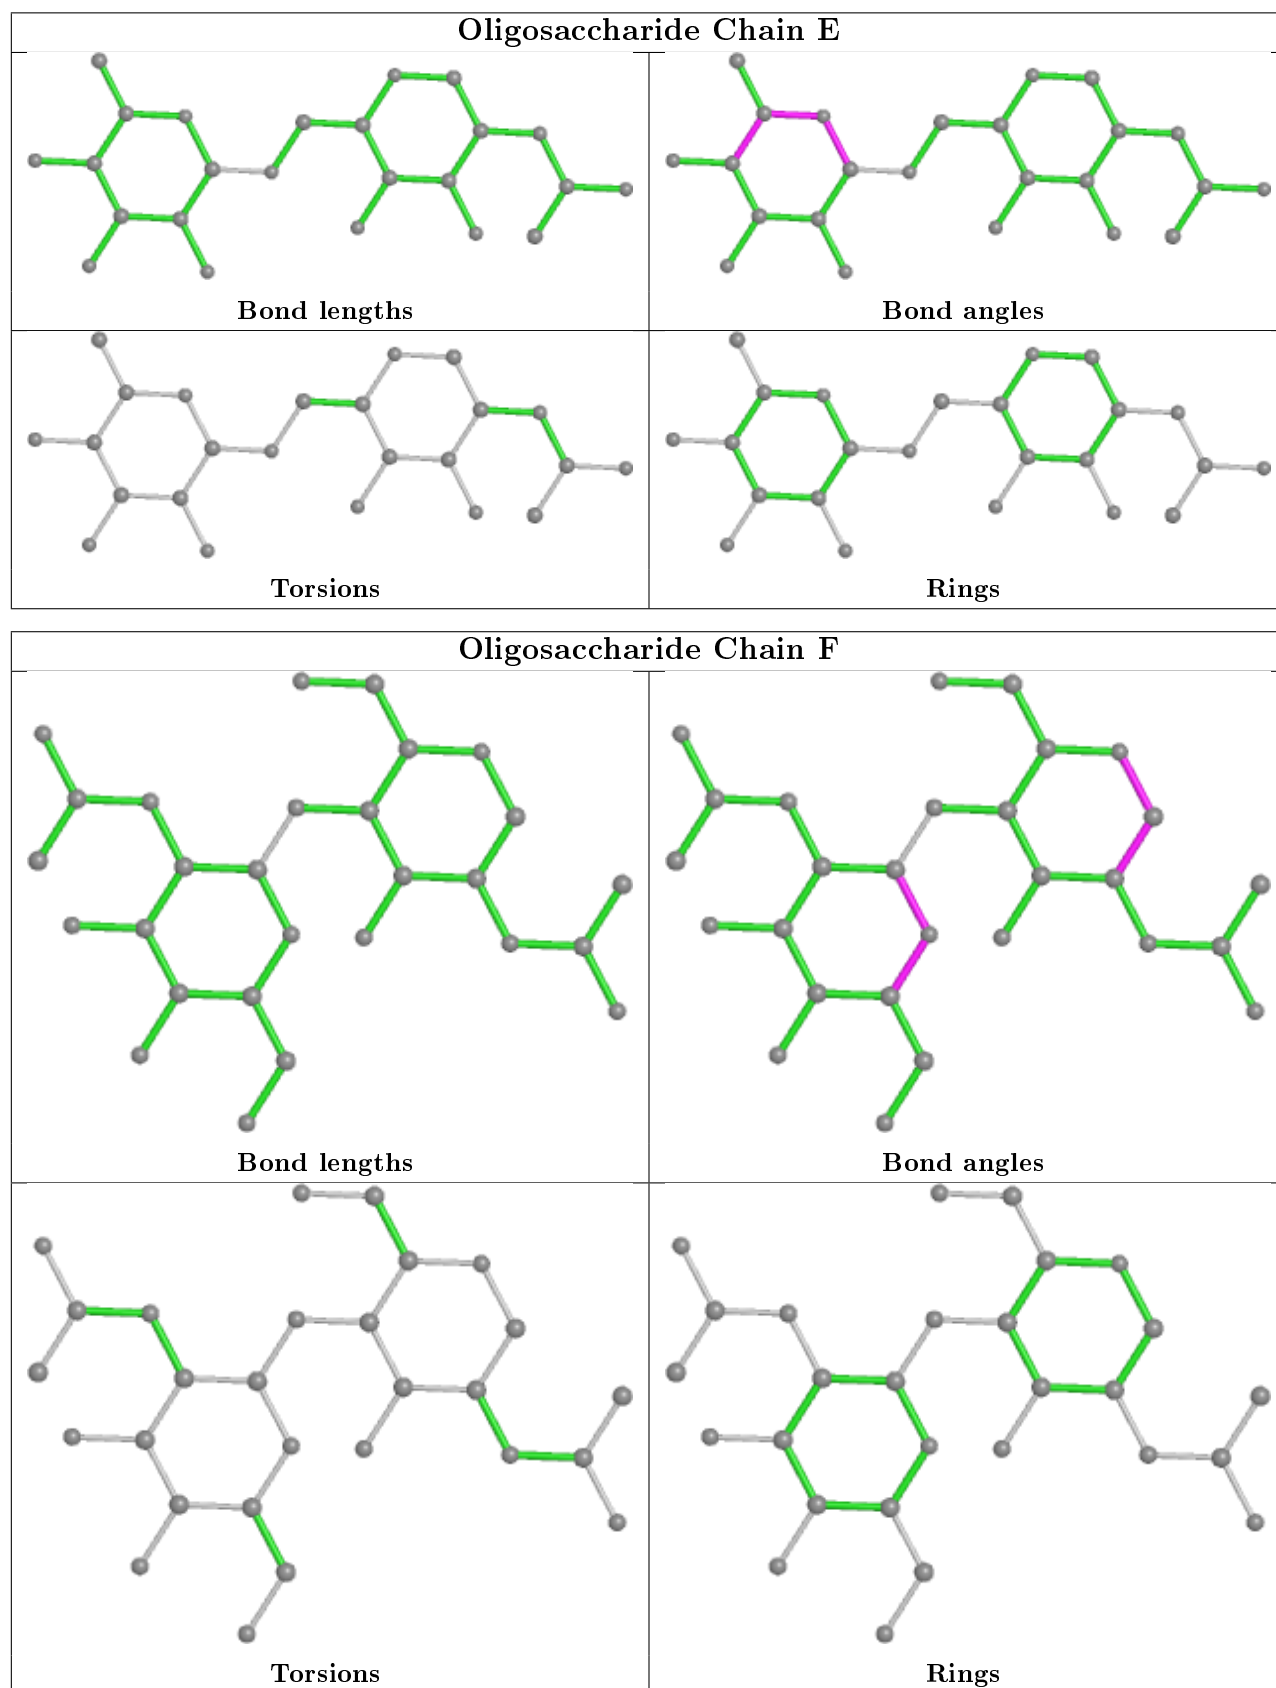 Oligosaccharide Chain E
Bond lengths
Bond angles
Torsions
Rings
Oligosaccharide Chain F
Bond lengths
Bond angles
Torsions
Rings